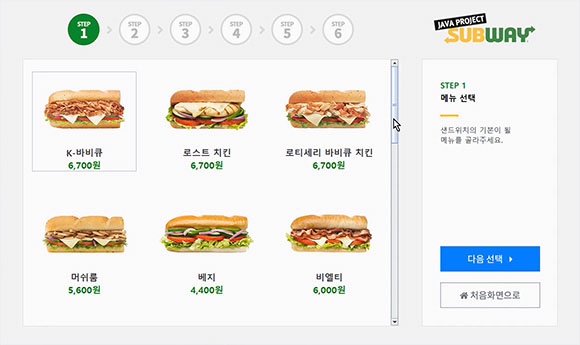 STEP
1
STEP
2
STEP
3
STEP
4
STEP
5
STEP
6
JAVA PROJECT
SUBWAY
K-바비큐
6,700원
로스트 치킨
6,700원
로티세리 바비큐 치킨
6,700원
머쉬룸
5,600원
베지
4,400원
비엘티
6,000원
STEP 1
메뉴 선택
샌드위치의 기본이 될
메뉴를 골라주세요.
다음 선택
처음화면으로